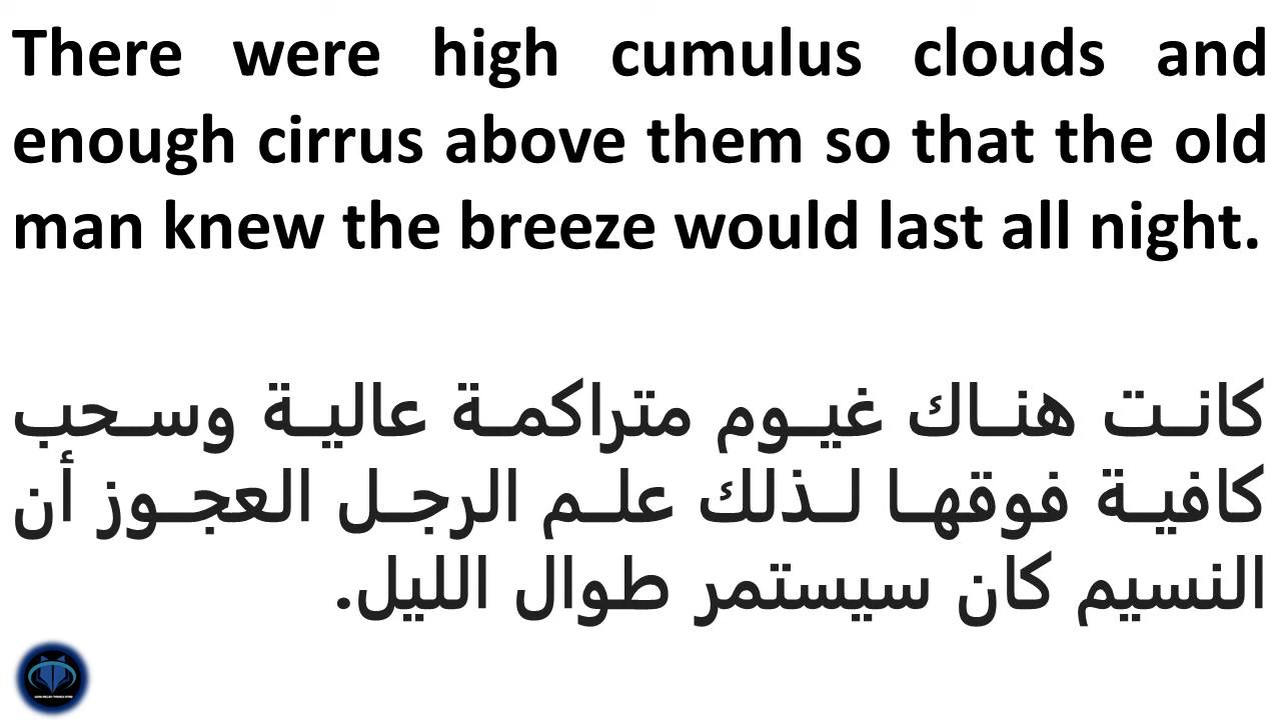 There were high cumulus clouds and
enough cirrus above them so that the old
man knew the breeze would last all night.
كانت هناك غيوم متراكمة عالية وسحب
كافية فوقها لذلك علم الرجل العجوز أن
النسيم كان سيستمر طوال الليل.